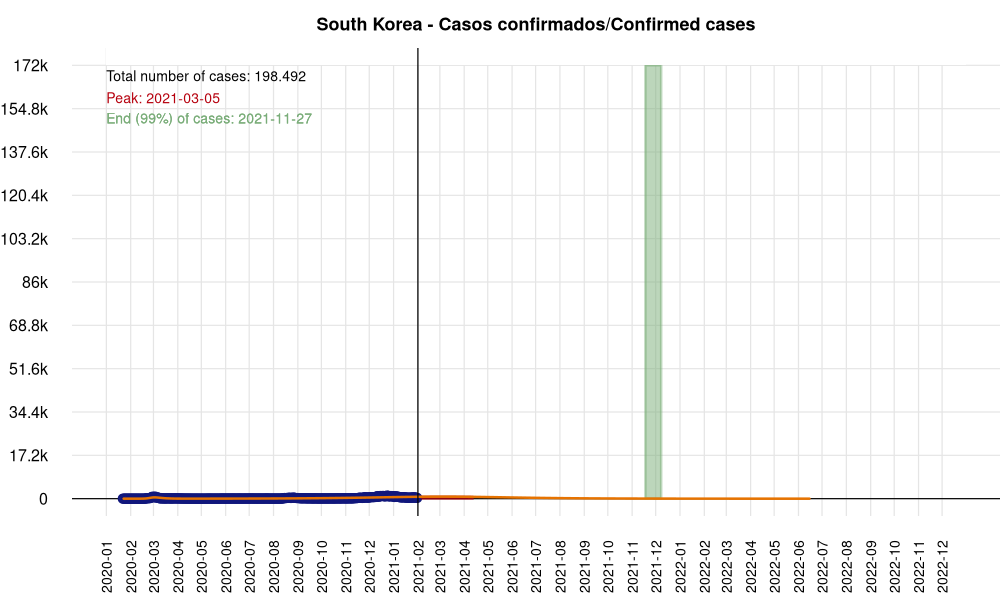 South Korea - Casos confirmados/Confirmed cases
Total number of cases: 198.492
Peak: 2021-03-05
End (99%) of cases: 2021-11-27
172k
154.8k
137.6k
120.4k
103.2k
86k
68.8k
51.6k
34.4k
17.2k
0
2020-01
2020-02
2020-03
2020-04
2020-05
2020-06
2020-07
2020-08
2020-09
2020-10
2020-11
2020-12
2021-01
2021-02
2021-03
2021-04
2021-05
2021-06
2021-07
2021-08
2021-09
2021-10
2021-11
2021-12
2022-01
2022-02
2022-03
2022-04
2022-05
2022-06
2022-07
2022-08
2022-09
2022-10
2022-11
2022-12